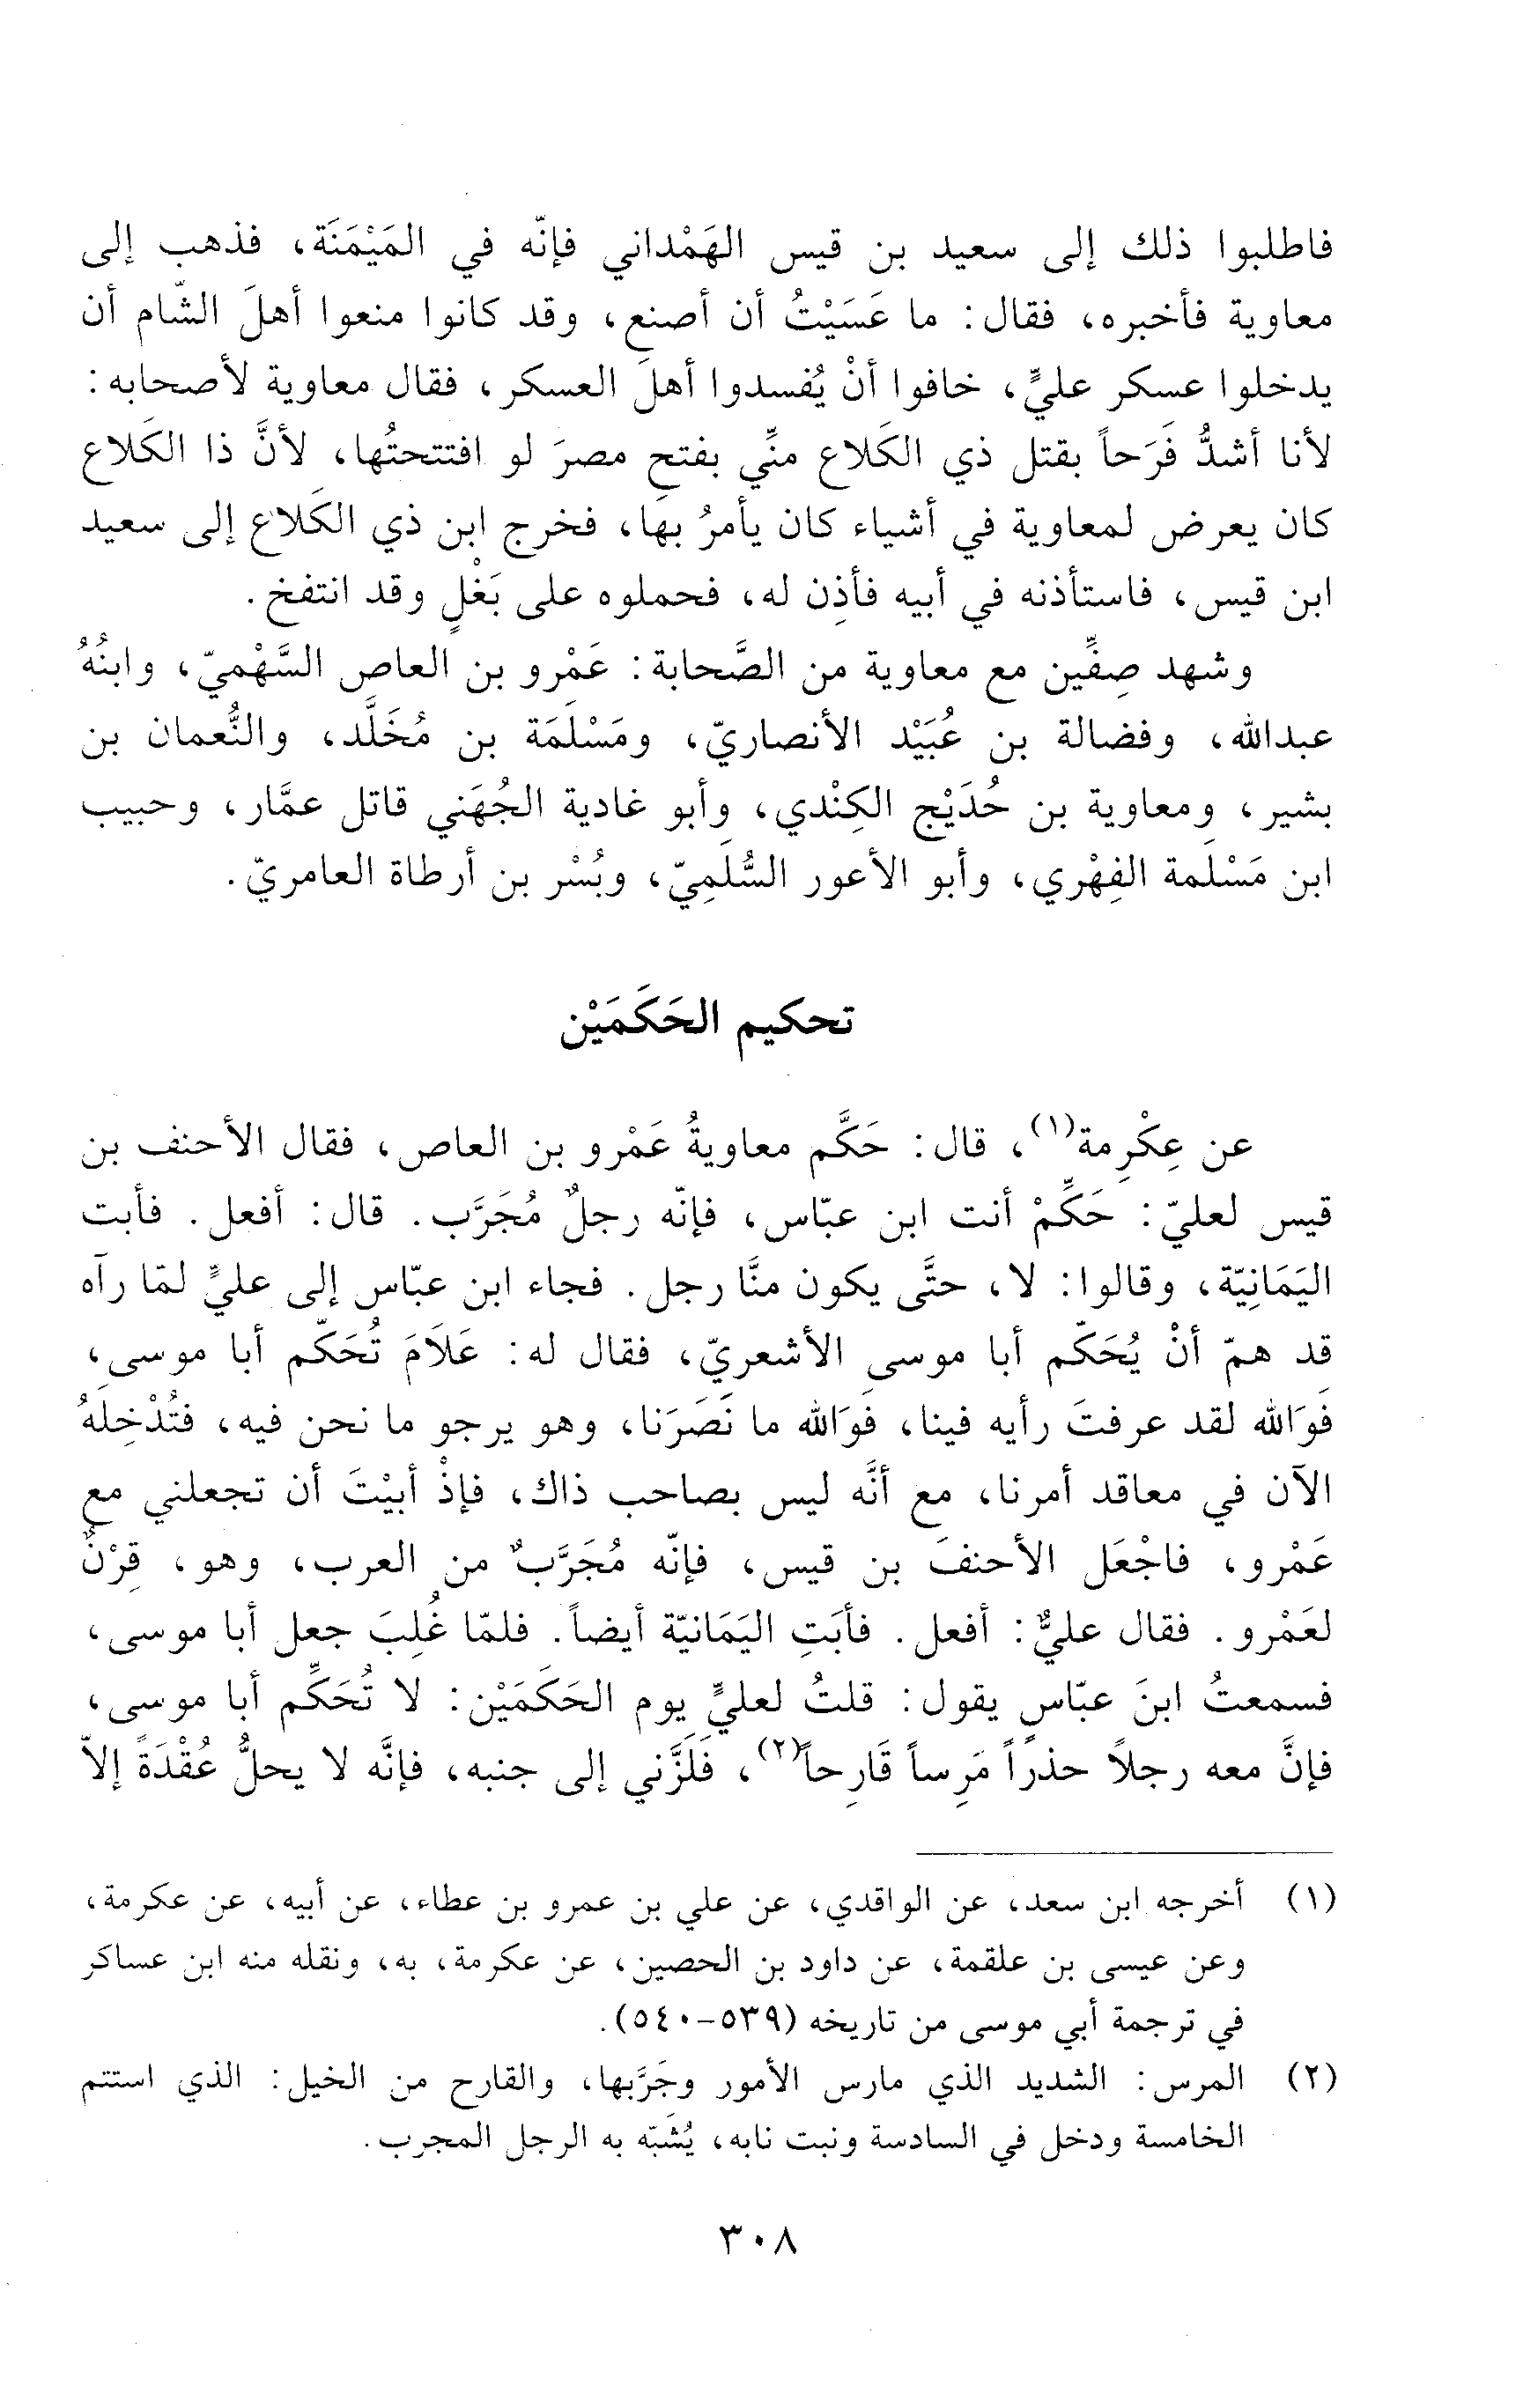 فاطلبوا ذلك إلى سعيد بن قيس الهَمْداني فإنّه في المَيْمَنَة، فذهب إلى
معاوية فأخبره، فقال: ما عَسَيْتُ أن أصنع، وقد كانوا منعوا أهلَ الشّام أن
يدخلوا عسكر عليٍّ، خافوا أنْ يُفسدوا أهلَ العسكر، فقال معاوية لأصحابه:
لأنا أشدُّ فَرَحاً بقتل ذي الكَلاع منِّي بفتحِ مصرَ لو افتتحتُها، لأنَّ ذا الكَلاع
كان يعرض لمعاوية في أشياء كان يأمرُ بها، فخرج ابن ذي الكَلاع إلى سعيد
ابن قيس، فاستأذنه في أبيه فأذِن له، فحملوه على بَغْلٍ وقد انتفخ.
وشهد صِفِّين مع معاوية من الصَّحابة: عَمْرو بن العاص السَّهْميّ، وابنُهُ
عبدالله، وفضالة بن عُبَيْد الأنصاريّ، ومَسْلَمَة بن مُخَلَّد، والنُّعمان بن
بشير، ومعاوية بن حُدَيْج الكِنْدي، وأبو غادية الجُهَني قاتل عمَّار، وحبيب
ابن مَسْلَمة الفِهْري، وأبو الأعور السُّلَمِيّ، وبُسْر بن أرطاة العامريّ.
تحكيم الحَكَمَيْن
عن عِكْرِمة(١)، قال: حَكَّم معاويةُ عَمْرو بن العاص، فقال الأحنف بن
قيس لعليّ: حَكِّمْ أنت ابن عبّاس، فإنّه رجلٌ مُجَرَّب. قال: أفعل. فأبت
اليَمَانِيّة، وقالوا: لا، حتَّى يكون منَّا رجل. فجاء ابن عبّاس إلى عليٍّ لمّا رآه
قد همّ أنْ يُحَكّم أبا موسى الأشعريّ، فقال له: عَلاَمَ تُحَكّم أبا موسى،
فَوَالله لقد عرفتَ رأيه فينا، فَوَالله ما نَصَرَنا، وهو يرجو ما نحن فيه، فتُدْخِلَهُ
الآن في معاقد أمرنا، مع أنَّه ليس بصاحب ذاك، فإذْ أبيْتَ أن تجعلني مع
عَمْرو، فاجْعَل الأحنفَ بن قيس، فإنّه مُجَرَّبٌ من العرب، وهو، قِرْنٌ
لعَمْرو. فقال عليٌّ: أفعل. فأبَتِ اليَمَانيّة أيضاً. فلمّا غُلِبَ جعل أبا موسى،
فسمعتُ ابنَ عبّاسٍ يقول: قلتُ لعليٍّ يوم الحَكَمَيْن: لا تُحَكِّم أبا موسى،
فإنَّ معه رجلاً حذراً مَرِساً قَارِحاً(٢)، فَلَزَّني إلى جنبه، فإنَّه لا يحلُّ عُقْدَةً إلاّ
(١) أخرجه ابن سعد، عن الواقدي، عن علي بن عمرو بن عطاء، عن أبيه، عن عكرمة،
وعن عيسى بن علقمة، عن داود بن الحصين، عن عكرمة، به، ونقله منه ابن عساكر
في ترجمة أبي موسى من تاريخه (٥٣٩-٥٤٠).
(٢) المرس: الشديد الذي مارس الأمور وجَرَّبها، والقارح من الخيل: الذي استتم
الخامسة ودخل في السادسة ونبت نابه، يُشَبّه به الرجل المجرب.
٣٠٨